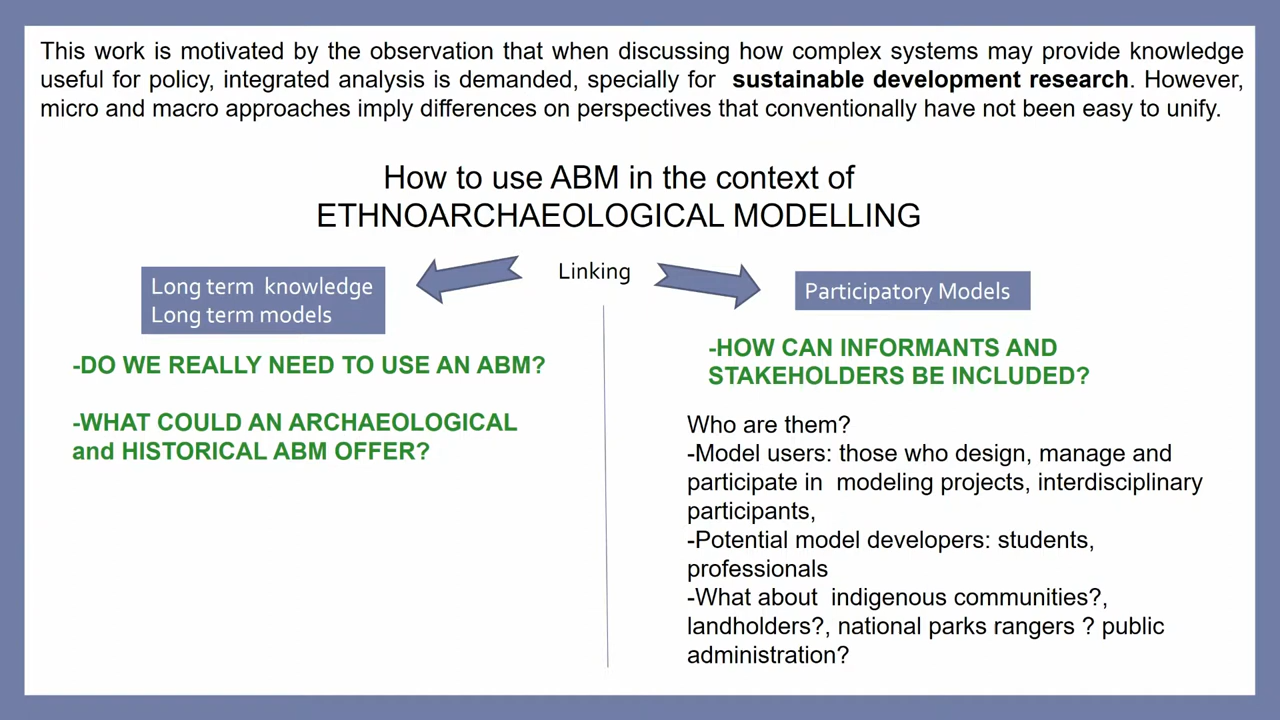 This work is motivated by the observation that when discussing how complex systems may provide knowledge
useful for policy, integrated analysis is demanded, specially for sustainable development research. However,
micro and macro approaches imply differences on perspectives that conventionally have not been easy to unify.
How to use ABM in the context of
ETHNOARCHAEOLOGICAL MODELLING
Linking
Long term knowledge
Long term models
-DO WE REALLY NEED TO USE AN ABM?
-WHAT COULD AN ARCHAEOLOGICAL
and HISTORICAL ABM OFFER?
Participatory Models
-HOW CAN INFORMANTS AND
STAKEHOLDERS BE INCLUDED?
Who are them?
-Model users: those who design, manage and
participate in modeling projects, interdisciplinary
participants,
-Potential model developers: students,
professionals
-What about indigenous communities?,
landholders?, national parks rangers ? public
administration?